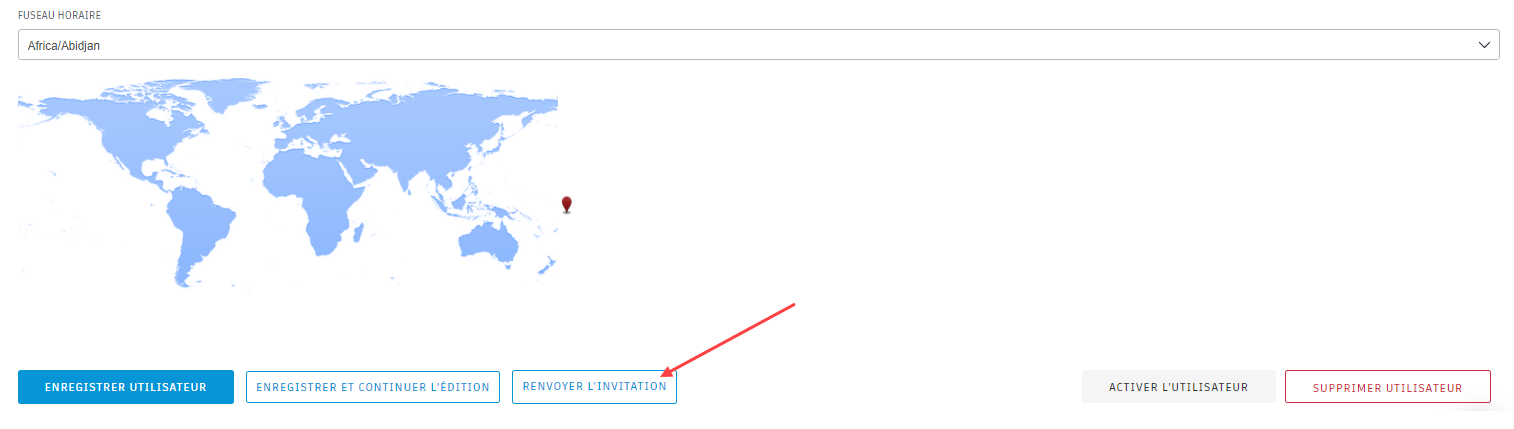 FUSEAU HORAIRE
Africa/Abidjan
ENREGISTRER UTILISATEUR
ENREGISTRER ET CONTINUER L'ÉDITION
RENVOYER L'INVITATION
ACTIVER L'UTILISATEUR
SUPPRIMER UTILISATEUR